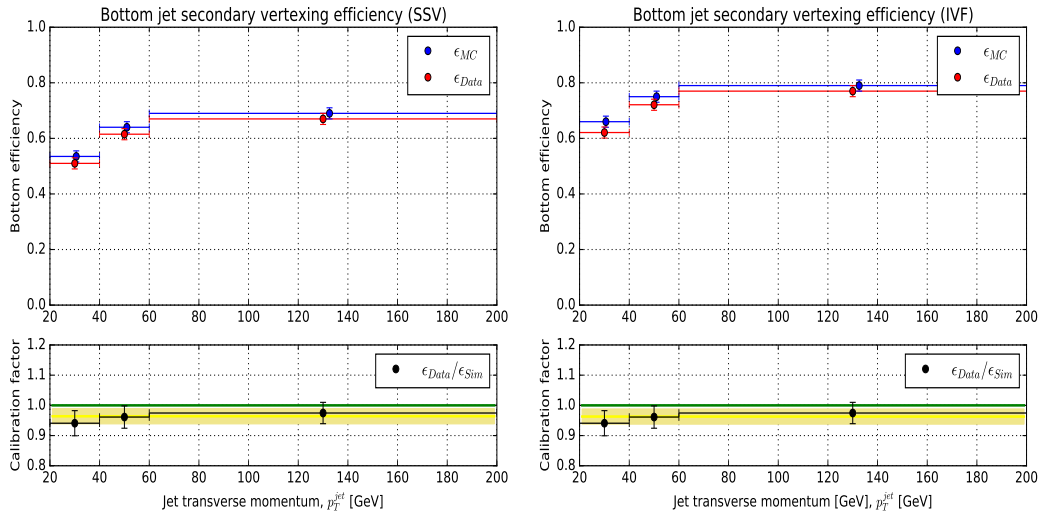 Bottom jet secondary vertexing efficiency (SSV)
1.0
0.8
0.6
0.4
0.2
0.0
Bottom efficiency
ϵ_MC
ϵ_Data
20 40 60 80 100 120 140 160 180 200
1.2
1.1
1.0
0.9
0.8
Calibration factor
ϵ_Data/ϵ_Sim
20 40 60 80 100 120 140 160 180 200
Jet transverse momentum, p_T^jet [GeV]
Bottom jet secondary vertexing efficiency (IVF)
1.0
0.8
0.6
0.4
0.2
0.0
Bottom efficiency
ϵ_MC
ϵ_Data
20 40 60 80 100 120 140 160 180 200
1.2
1.1
1.0
0.9
0.8
Calibration factor
ϵ_Data/ϵ_Sim
20 40 60 80 100 120 140 160 180 200
Jet transverse momentum [GeV], p_T^jet [GeV]